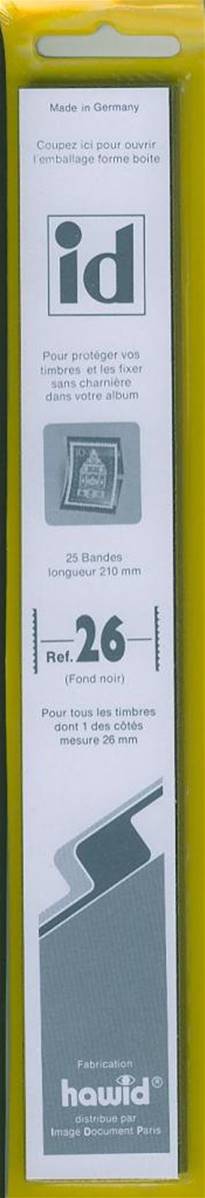 Made in Germany
Coupez ici pour ouvrir
l'emballage forme boite
id
Pour protéger vos
timbres et les fixer
sans charnière
dans votre album
10
25 Bandes
longueur 210 mm
Ref. 26
(Fond noir)
Pour tous les timbres
dont 1 des côtés
mesure 26 mm
Fabrication
hawid®
distribue par
Image Document Paris